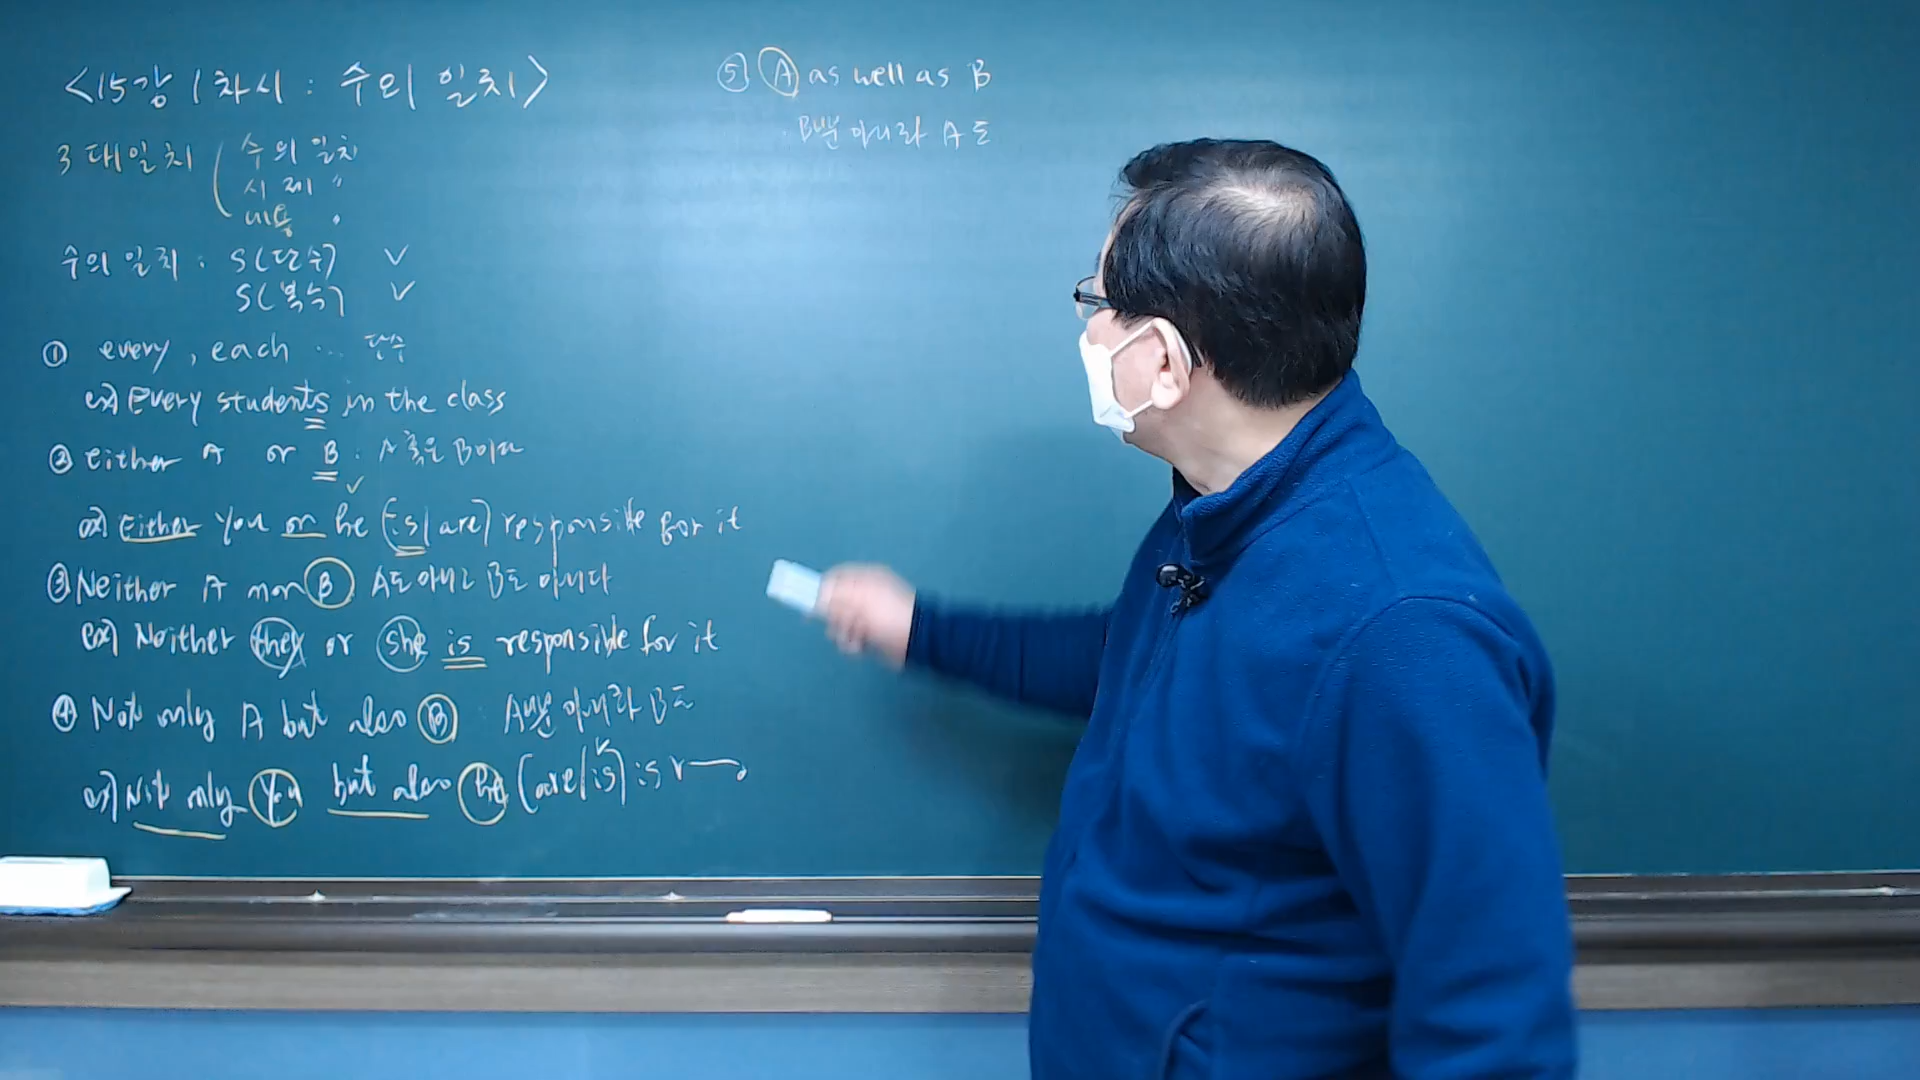 <15강 1차시 : 수의 일치>
3대일치 ( 수의 일치
시제 〃
내용 〃
수의 일치 : S(단수) V
S(복수) V
① every, each ... 단수
ex) Every students in the class
② either A or B . A 혹은 B이다
ex) Either you or he (is/are) responsible for it
③ Neither A nor B A도 아니고 B도 아니다
ex) Neither they or she is responsible for it
④ Not only A but also B A뿐 아니라 B도
ex) Not only you but also he (are/is) is r
⑤ A as well as B
B뿐 아니라 A도